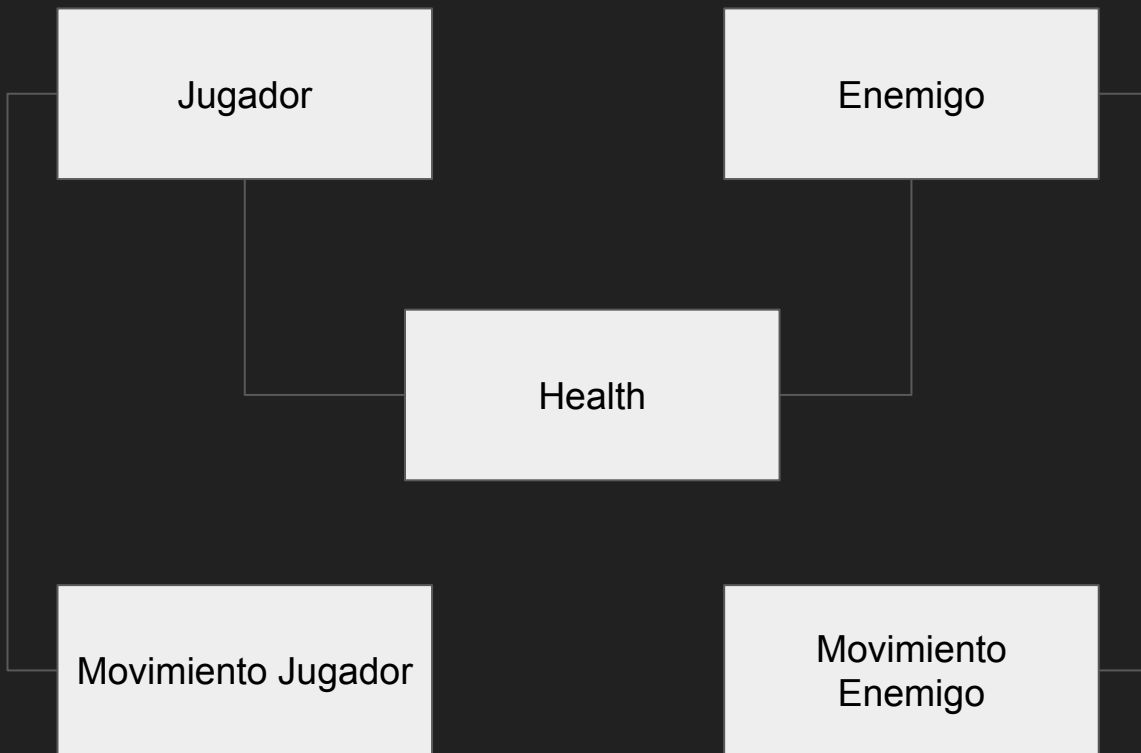 Jugador
Enemigo
Health
Movimiento Jugador
Movimiento
Enemigo